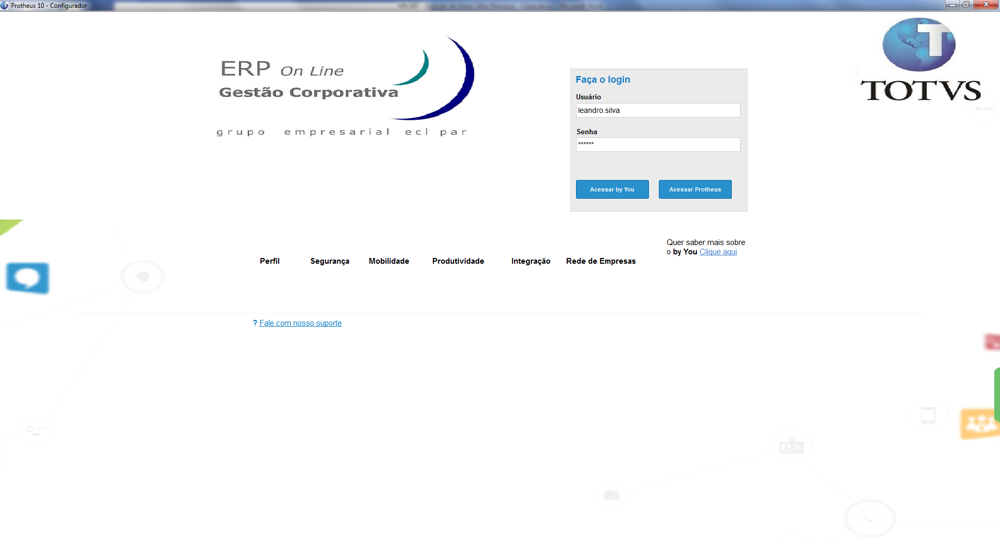 Protheus 10 - Configurador
ERP On Line
Gestão Corporativa
grupo empresarial ecl par
Faça o login
Usuário
leandro.silva
Senha
******
Acessar by You
Acessar Protheus
T
TOTVS
by You
Quer saber mais sobre
o by You Clique aqui
Perfil
Segurança
Mobilidade
Produtividade
Integração
Rede de Empresas
? Fale com nosso suporte